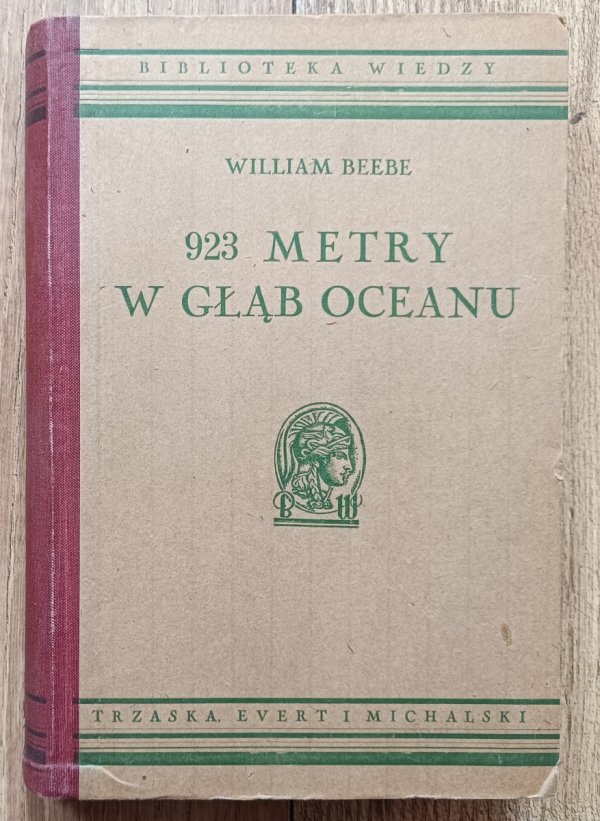 BIBLIOTEKA WIEDZY
WILLIAM BEEBE
923 METRY
W GŁĄB OCEANU
B W
TRZASKA, EVERT I MICHALSKI